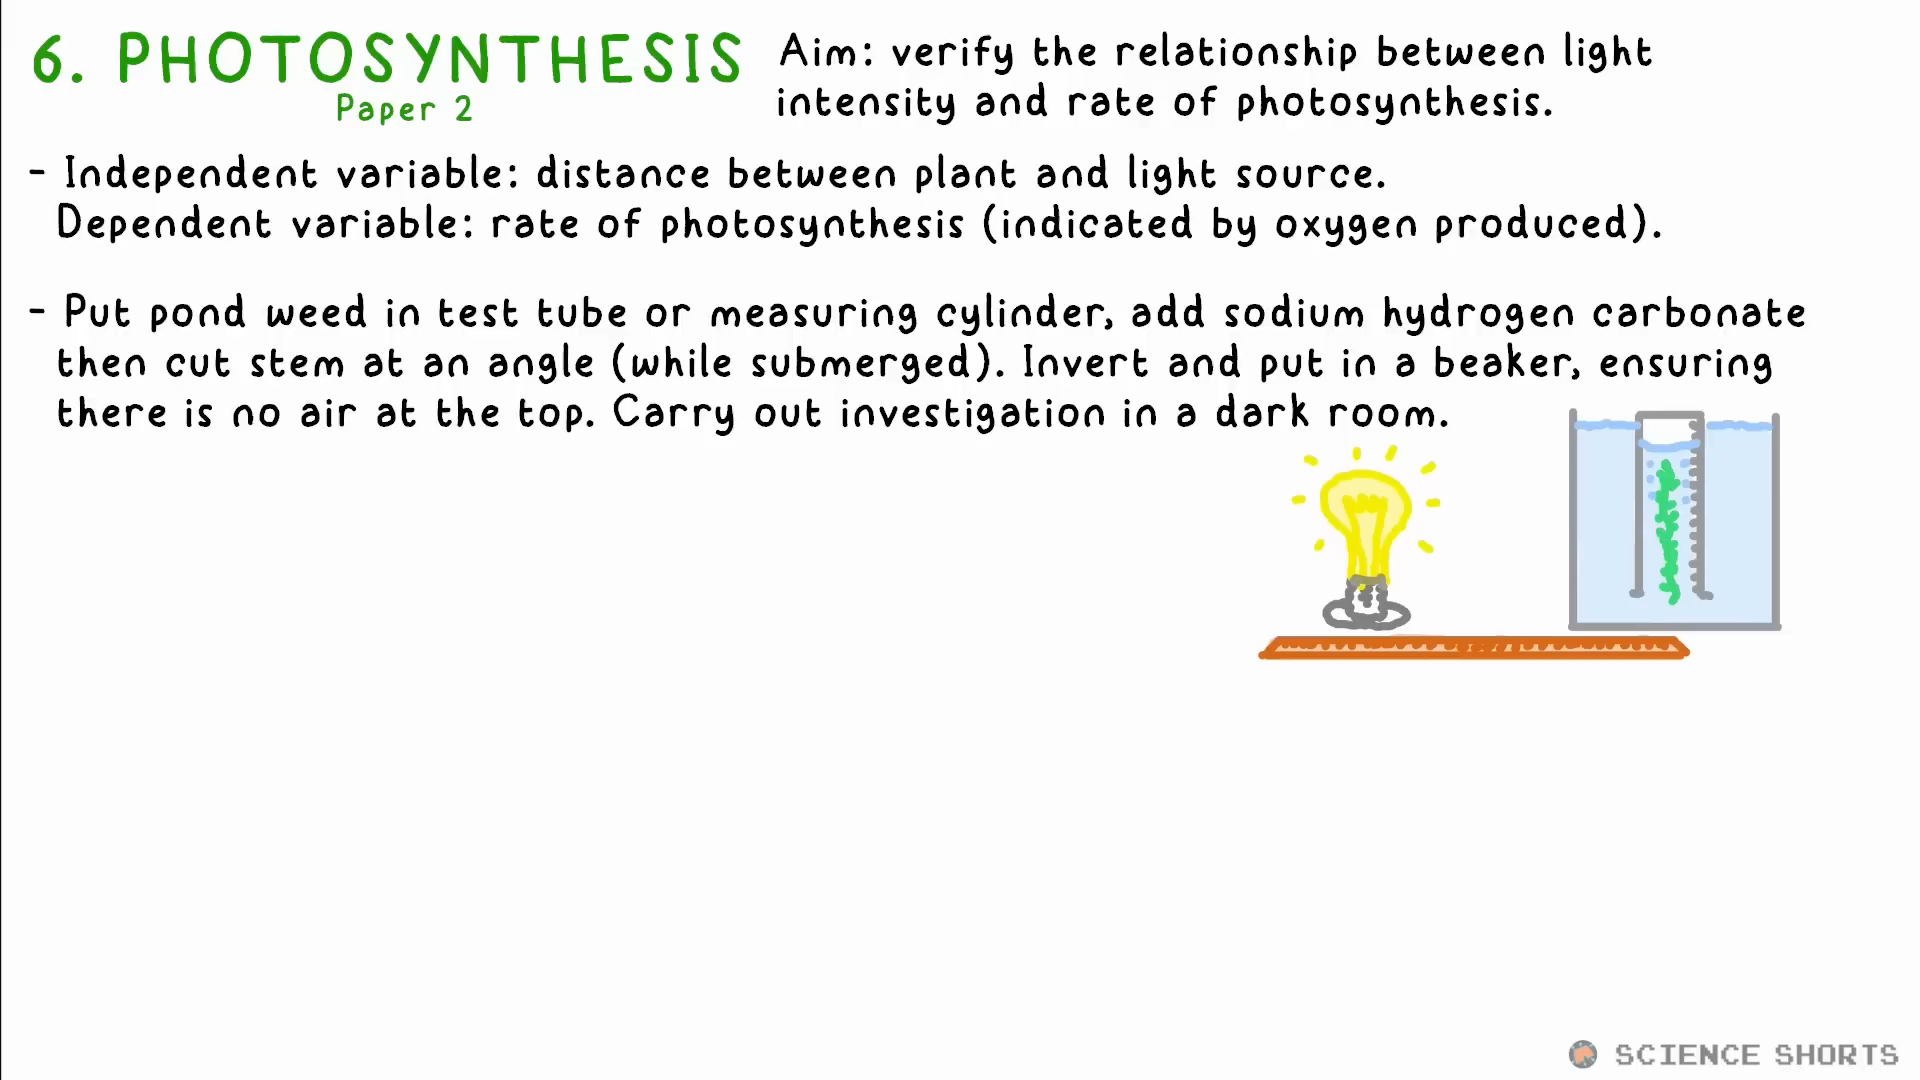 6. PHOTOSYNTHESIS
Paper 2
Aim: verify the relationship between light
intensity and rate of photosynthesis.
- Independent variable: distance between plant and light source.
Dependent variable: rate of photosynthesis (indicated by oxygen produced).
- Put pond weed in test tube or measuring cylinder, add sodium hydrogen carbonate
then cut stem at an angle (while submerged). Invert and put in a beaker, ensuring
there is no air at the top. Carry out investigation in a dark room.
SCIENCE SHORTS